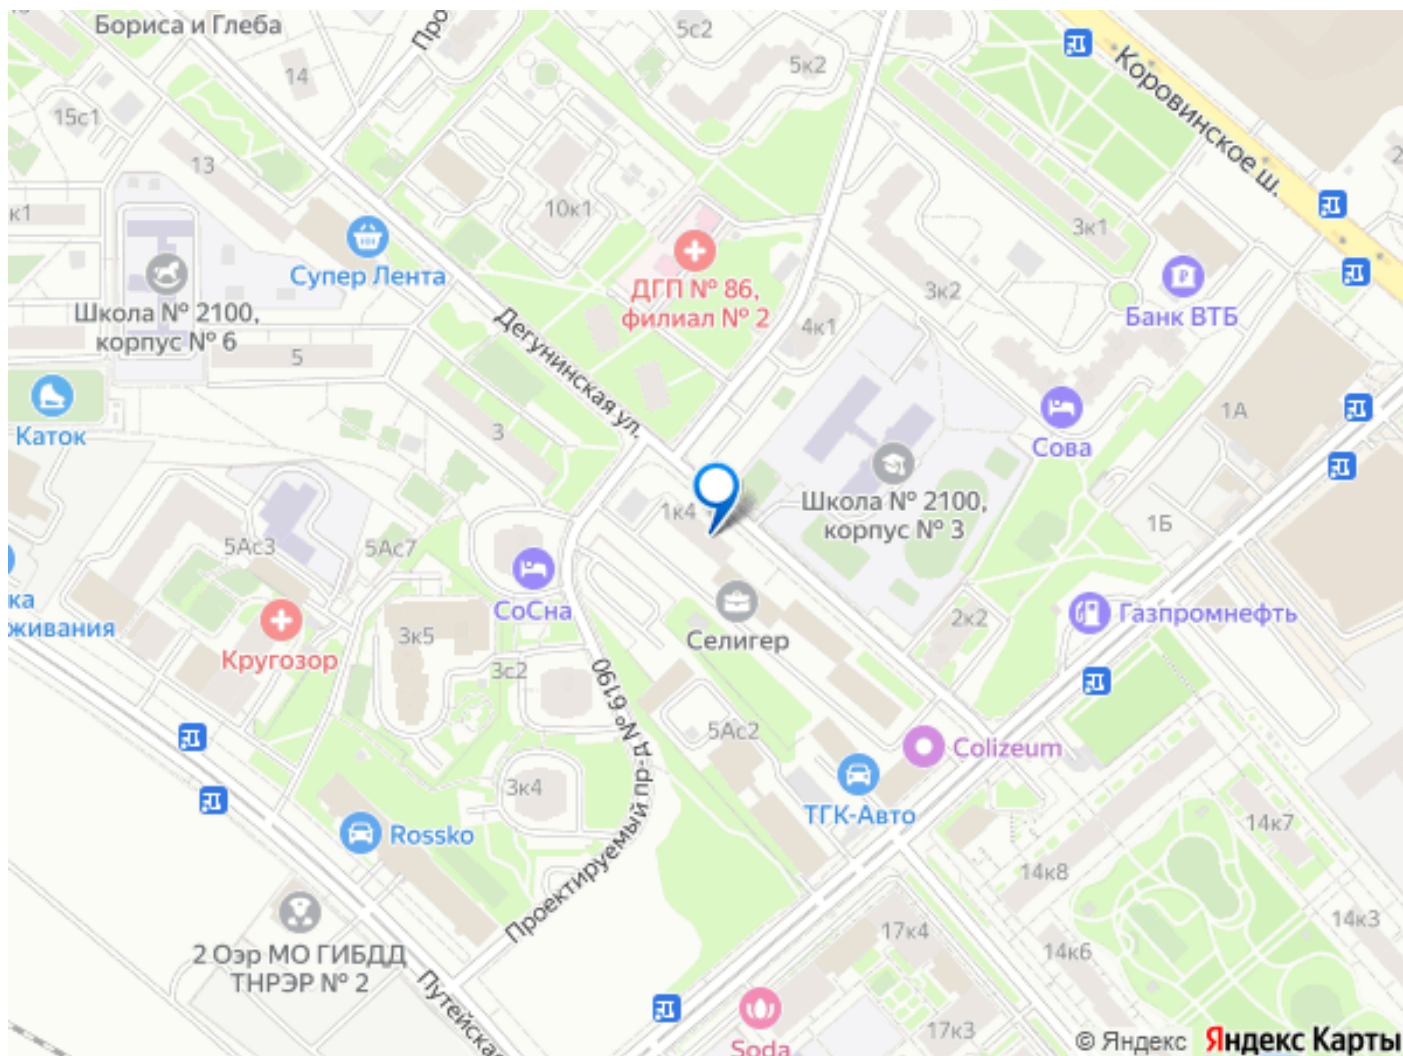 Бориса и Глеба
Про
5с2
5к2
14
15с1
13
Коровинское ш.
к1
10к1
3к1
2
Супер Лента
Школа № 2100,
корпус № 6
ДГП № 86,
филиал № 2
3к2
Банк ВТБ
4к1
5
Дегунинская ул.
Каток
3
1А
Сова
Школа № 2100,
корпус № 3
1к4
1Б
5Ас3
5Ас7
СоСна
ка
живания
Кругозор
3к5
Селигер
2к2
Газпромнефть
3с2
Проектируемый пр-д № 6190
5Ас2
Colizeum
3к4
ТГК-Авто
Rossko
14к7
14к8
14к3
17к4
14к6
2 Оэр МО ГИБДД
ТНРЭР № 2
Путейская
17к3
Soda
© Яндекс Яндекс Карты